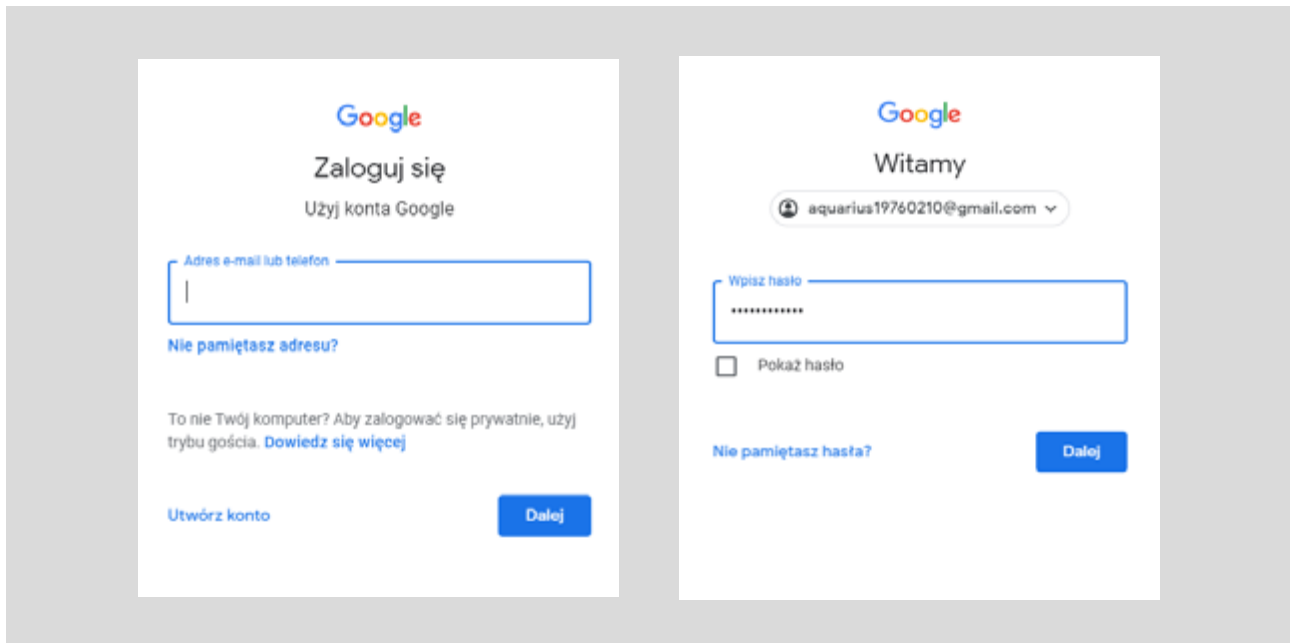 Google
Zaloguj się
Użyj konta Google
Adres e-mail lub telefon
Nie pamiętasz adresu?
To nie Twój komputer? Aby zalogować się prywatnie, użyj
trybu gościa. Dowiedz się więcej
Utwórz konto
Dalej
Google
Witamy
aquarius19760210@gmail.com
Wpisz hasło
••••••••••••
Pokaż hasło
Nie pamiętasz hasła?
Dalej